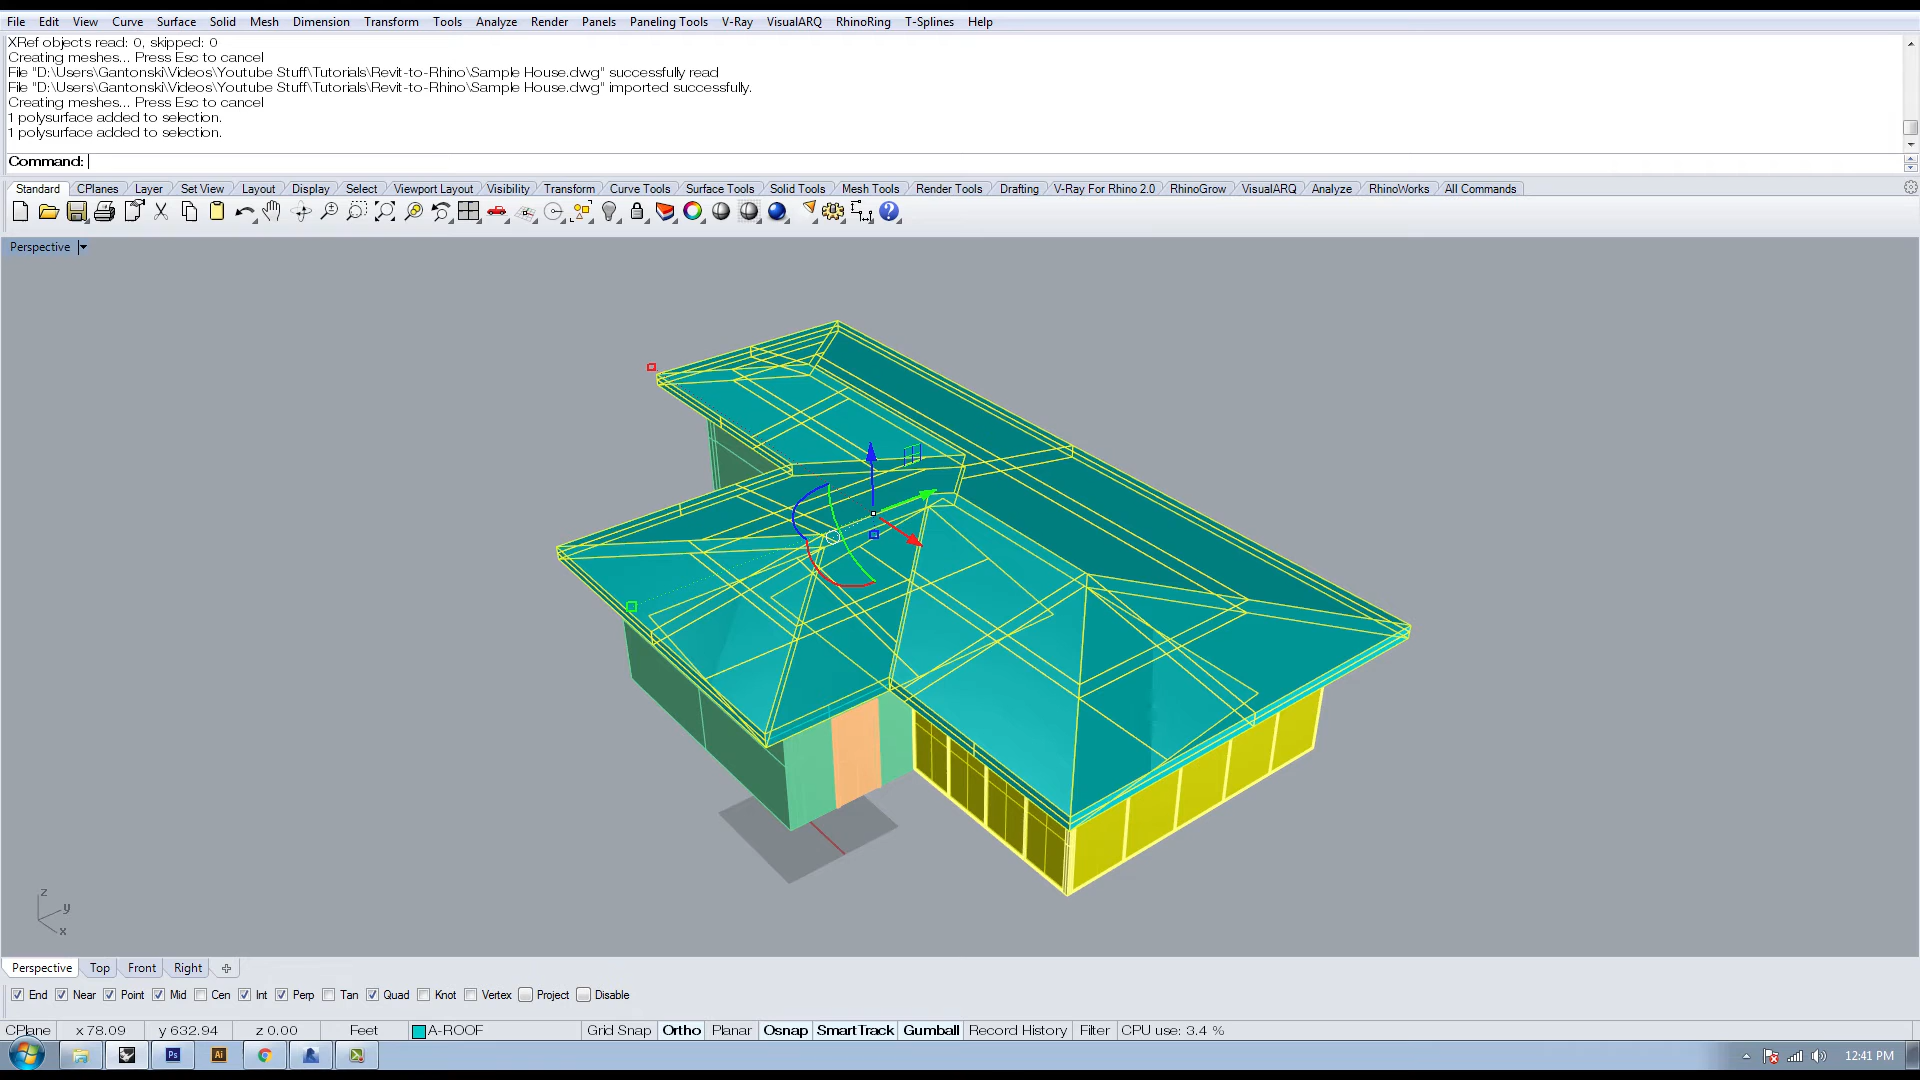 File Edit View Curve Surface Solid Mesh Dimension Transform Tools Analyze Render Panels Paneling Tools V-Ray VisualARQ RhinoRing T-Splines Help
XRef objects read: 0, skipped: 0
Creating meshes... Press Esc to cancel
File "D:\Users\Gantonski\Videos\Youtube Stuff\Tutorials\Revit-to-Rhino\Sample House.dwg" successfully read
File "D:\Users\Gantonski\Videos\Youtube Stuff\Tutorials\Revit-to-Rhino\Sample House.dwg" imported successfully.
Creating meshes... Press Esc to cancel
1 polysurface added to selection.
1 polysurface added to selection.
Command:
Standard CPlanes Layer Set View Layout Display Select Viewport Layout Visibility Transform Curve Tools Surface Tools Solid Tools Mesh Tools Render Tools Drafting V-Ray For Rhino 2.0 RhinoGrow VisualARQ Analyze RhinoWorks All Commands
Perspective
z
y
x
Perspective Top Front Right
End Near Point Mid Cen Int Perp Tan Quad Knot Vertex Project Disable
CPlane x 78.09 y 632.94 z 0.00 Feet A-ROOF Grid Snap Ortho Planar Osnap SmartTrack Gumball Record History Filter CPU use: 3.4 %
Ps Ai 12:41 PM